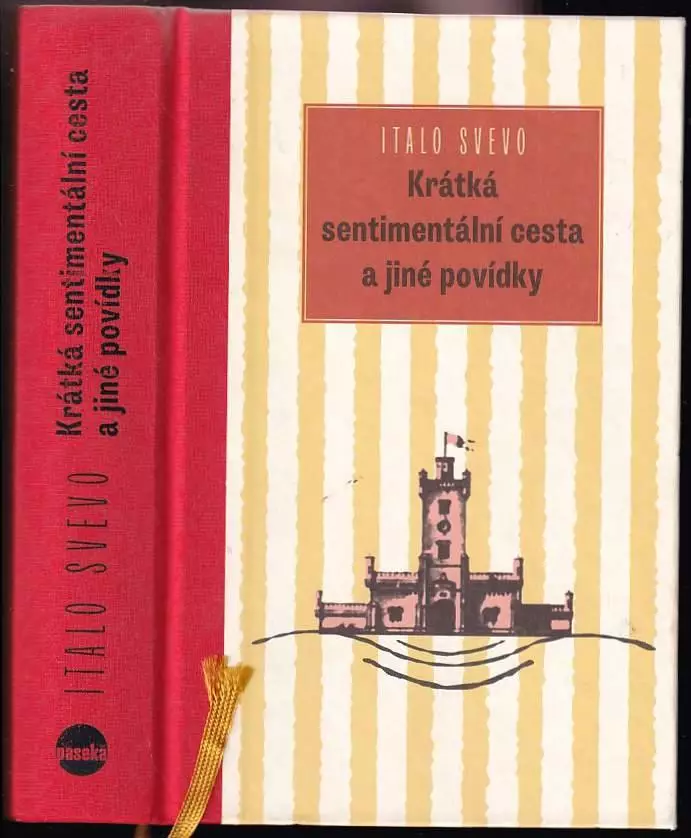 ITALO SVEVO
Krátká
sentimentální cesta
a jiné povídky
ITALO SVEVO
Krátká sentimentální cesta
a jiné povídky
paseka